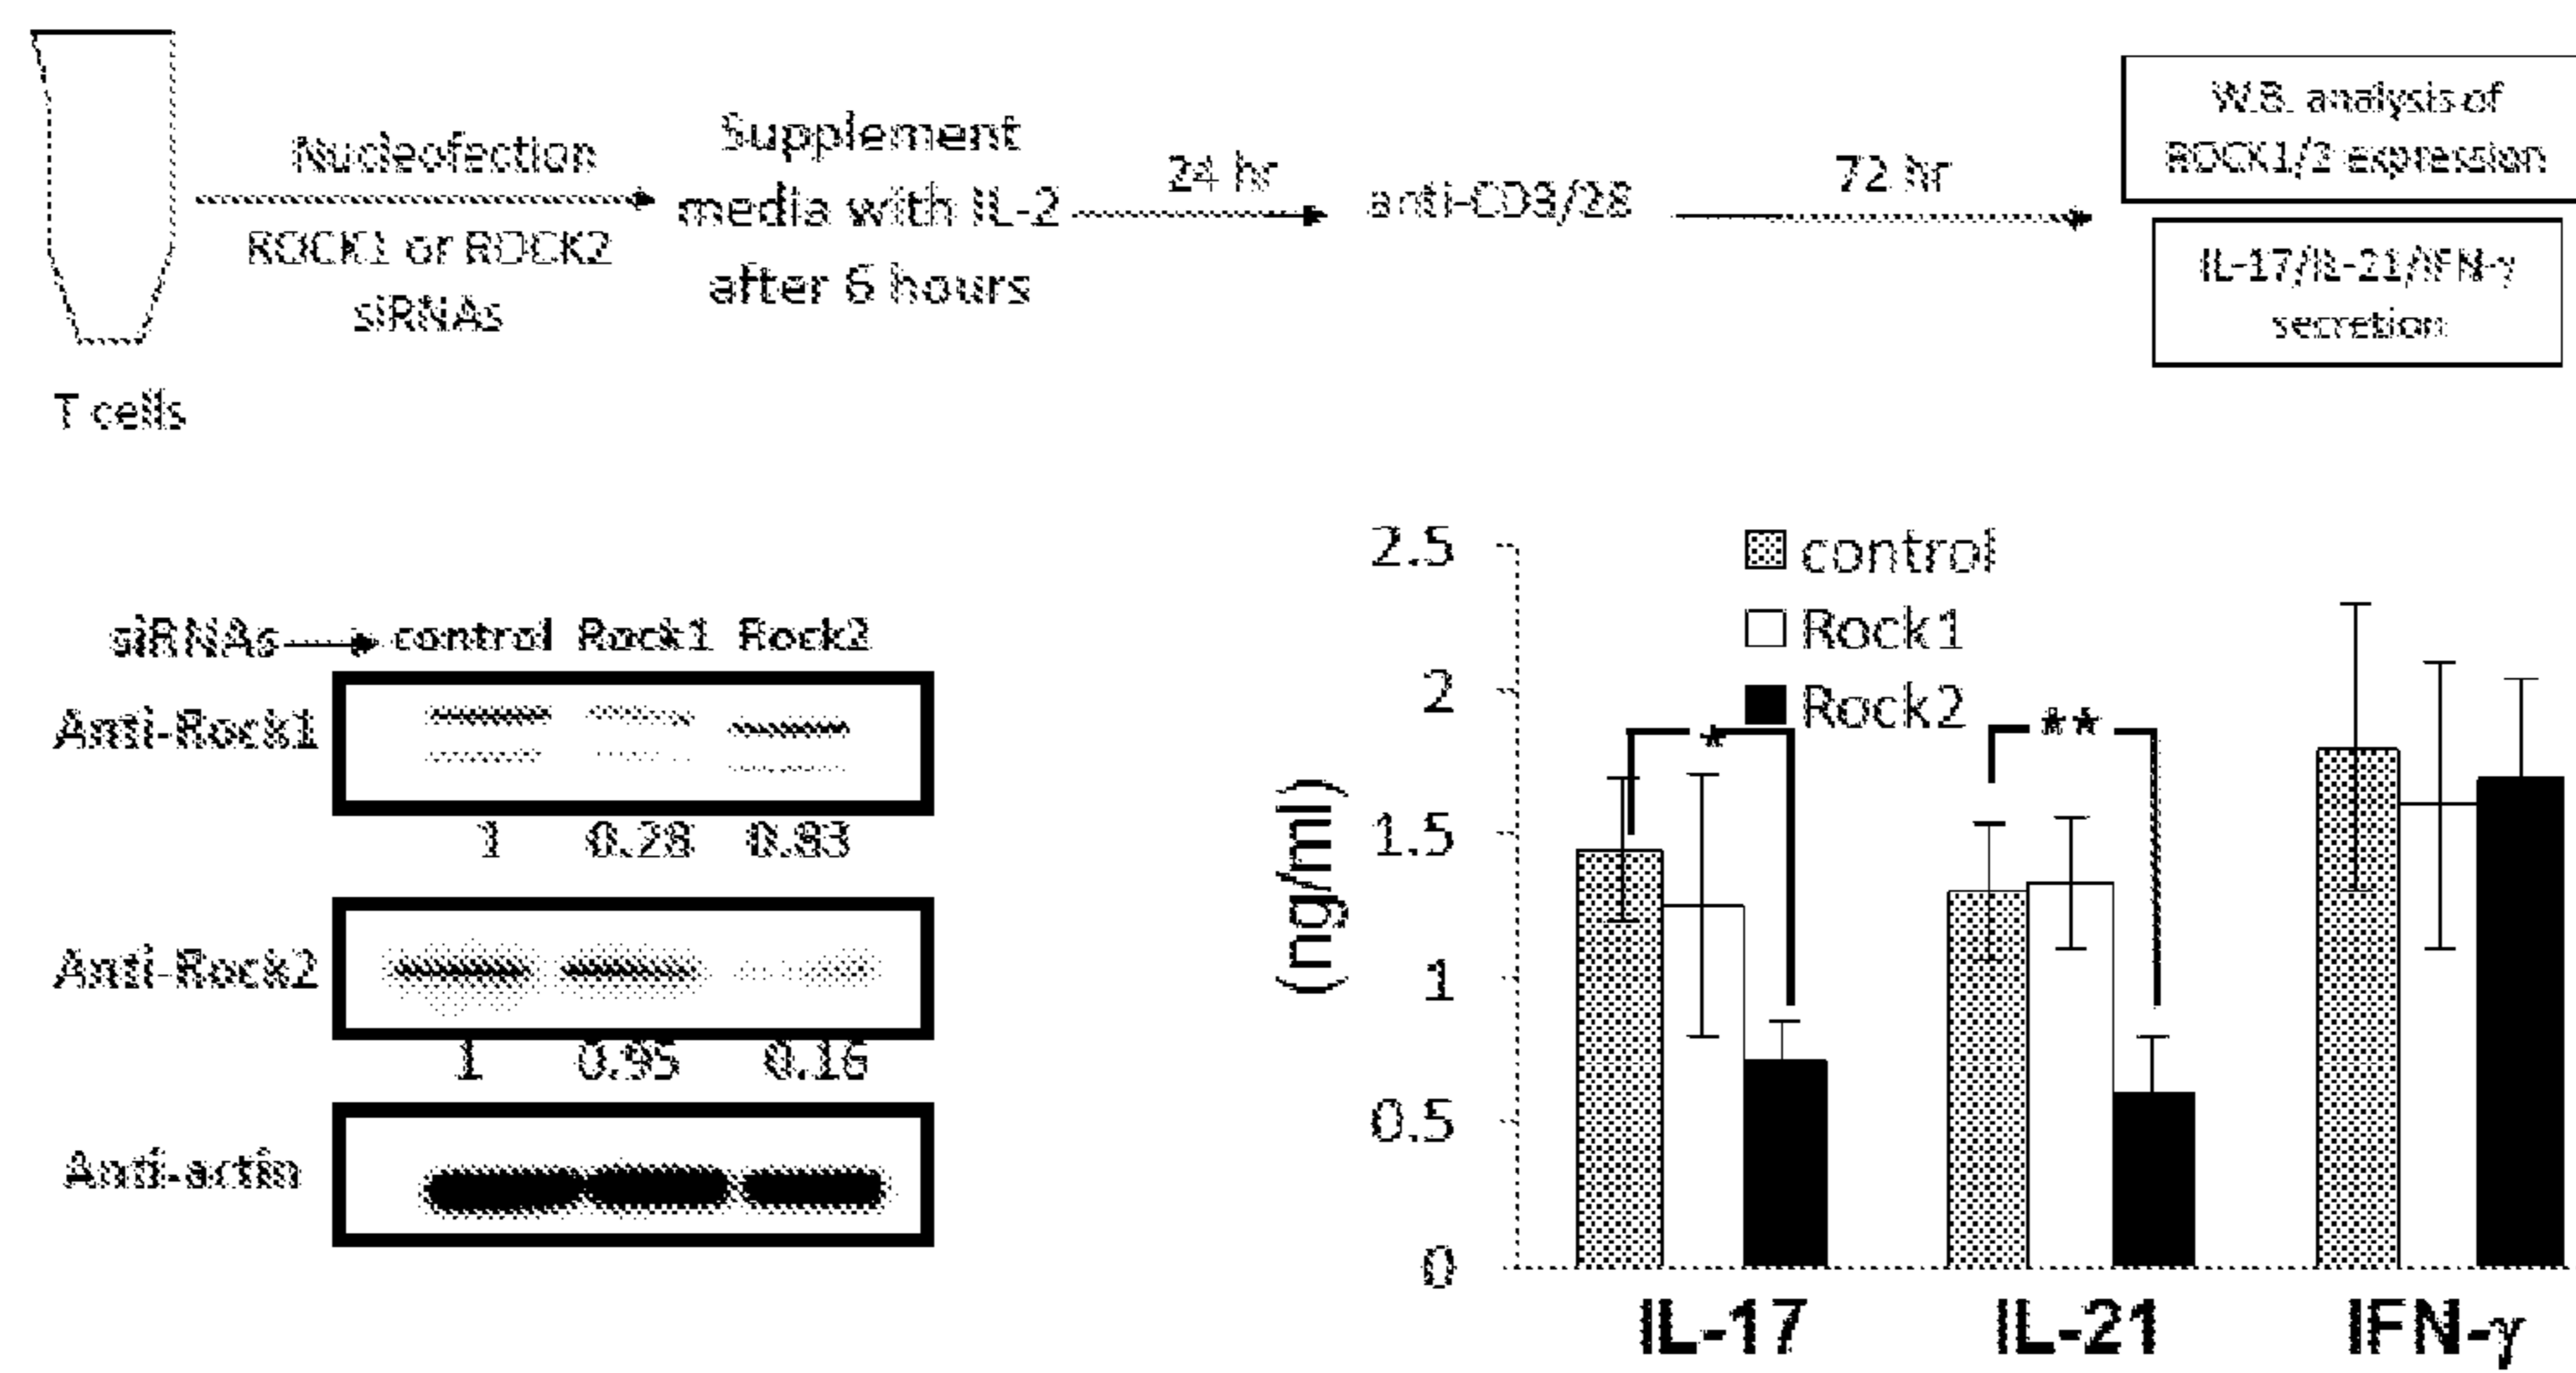 T cells
Nucleofection
ROCK1 or ROCK2
siRNAs
Supplement
media with IL-2
after 6 hours
24 hr
anti-CD3/28
72 hr
W.B. analysis of
ROCK1/2 expression
IL-17/IL-21/IFN-γ
secretion
siRNAs control Rock1 Rock2
Anti-Rock1
1 0.28 0.83
Anti-Rock2
1 0.95 0.16
Anti-actin
(ng/ml)
2.5
2
1.5
1
0.5
0
control
Rock1
Rock2
* **
IL-17 IL-21 IFN-γ